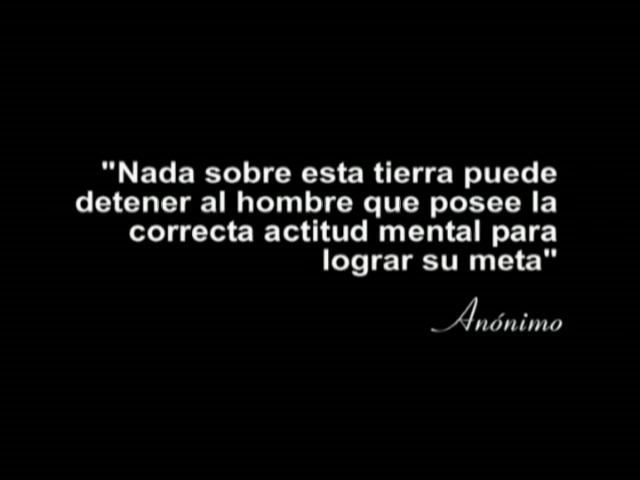 "Nada sobre esta tierra puede
detener al hombre que posee la
correcta actitud mental para
lograr su meta"
Anónimo